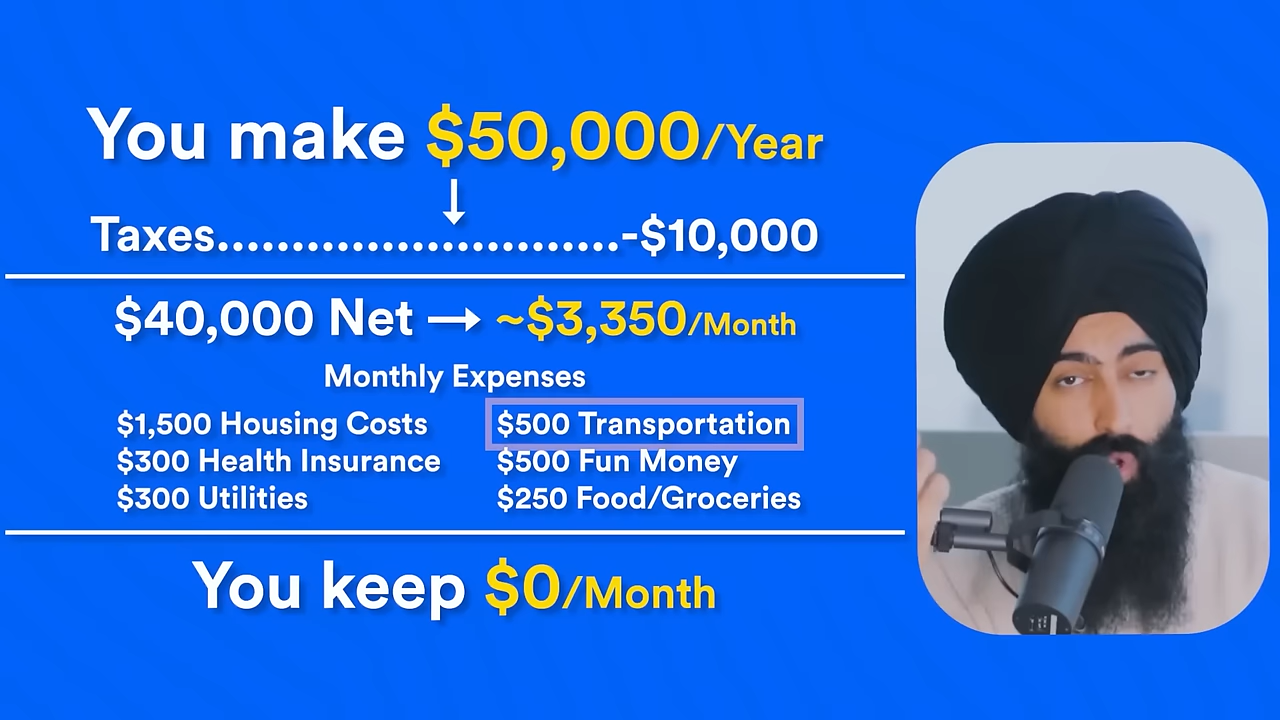 You make $50,000/Year
Taxes............................-$10,000
$40,000 Net → ~$3,350/Month
Monthly Expenses
$1,500 Housing Costs
$300 Health Insurance
$300 Utilities
$500 Transportation
$500 Fun Money
$250 Food/Groceries
You keep $0/Month